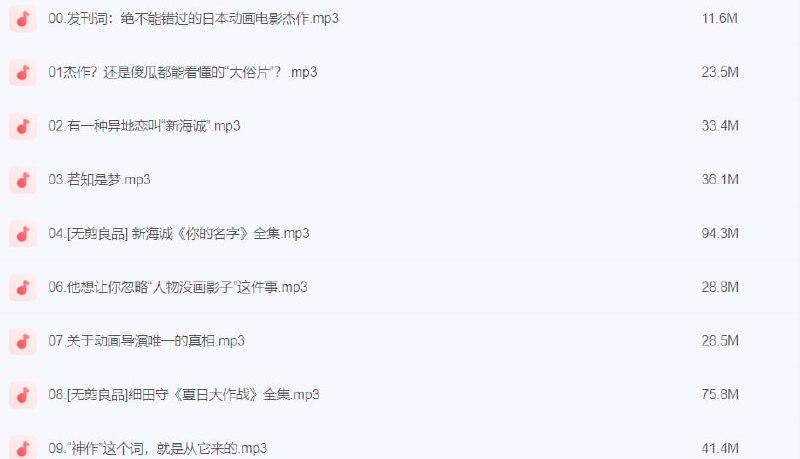 00.发刊词：绝不能错过的日本动画电影杰作.mp3 11.6M
01杰作？还是傻瓜都能看懂的“大俗片”？.mp3 23.5M
02.有一种异地恋叫“新海诚”.mp3 33.4M
03.若知是梦.mp3 36.1M
04.[无剪良品] 新海诚《你的名字》全集.mp3 94.3M
06.他想让你忽略“人物没画影子”这件事.mp3 28.8M
07.关于动画导演唯一的真相.mp3 28.5M
08.[无剪良品]细田守《夏日大作战》全集.mp3 75.8M
09.“神作”这个词，就是从它来的.mp3 41.4M